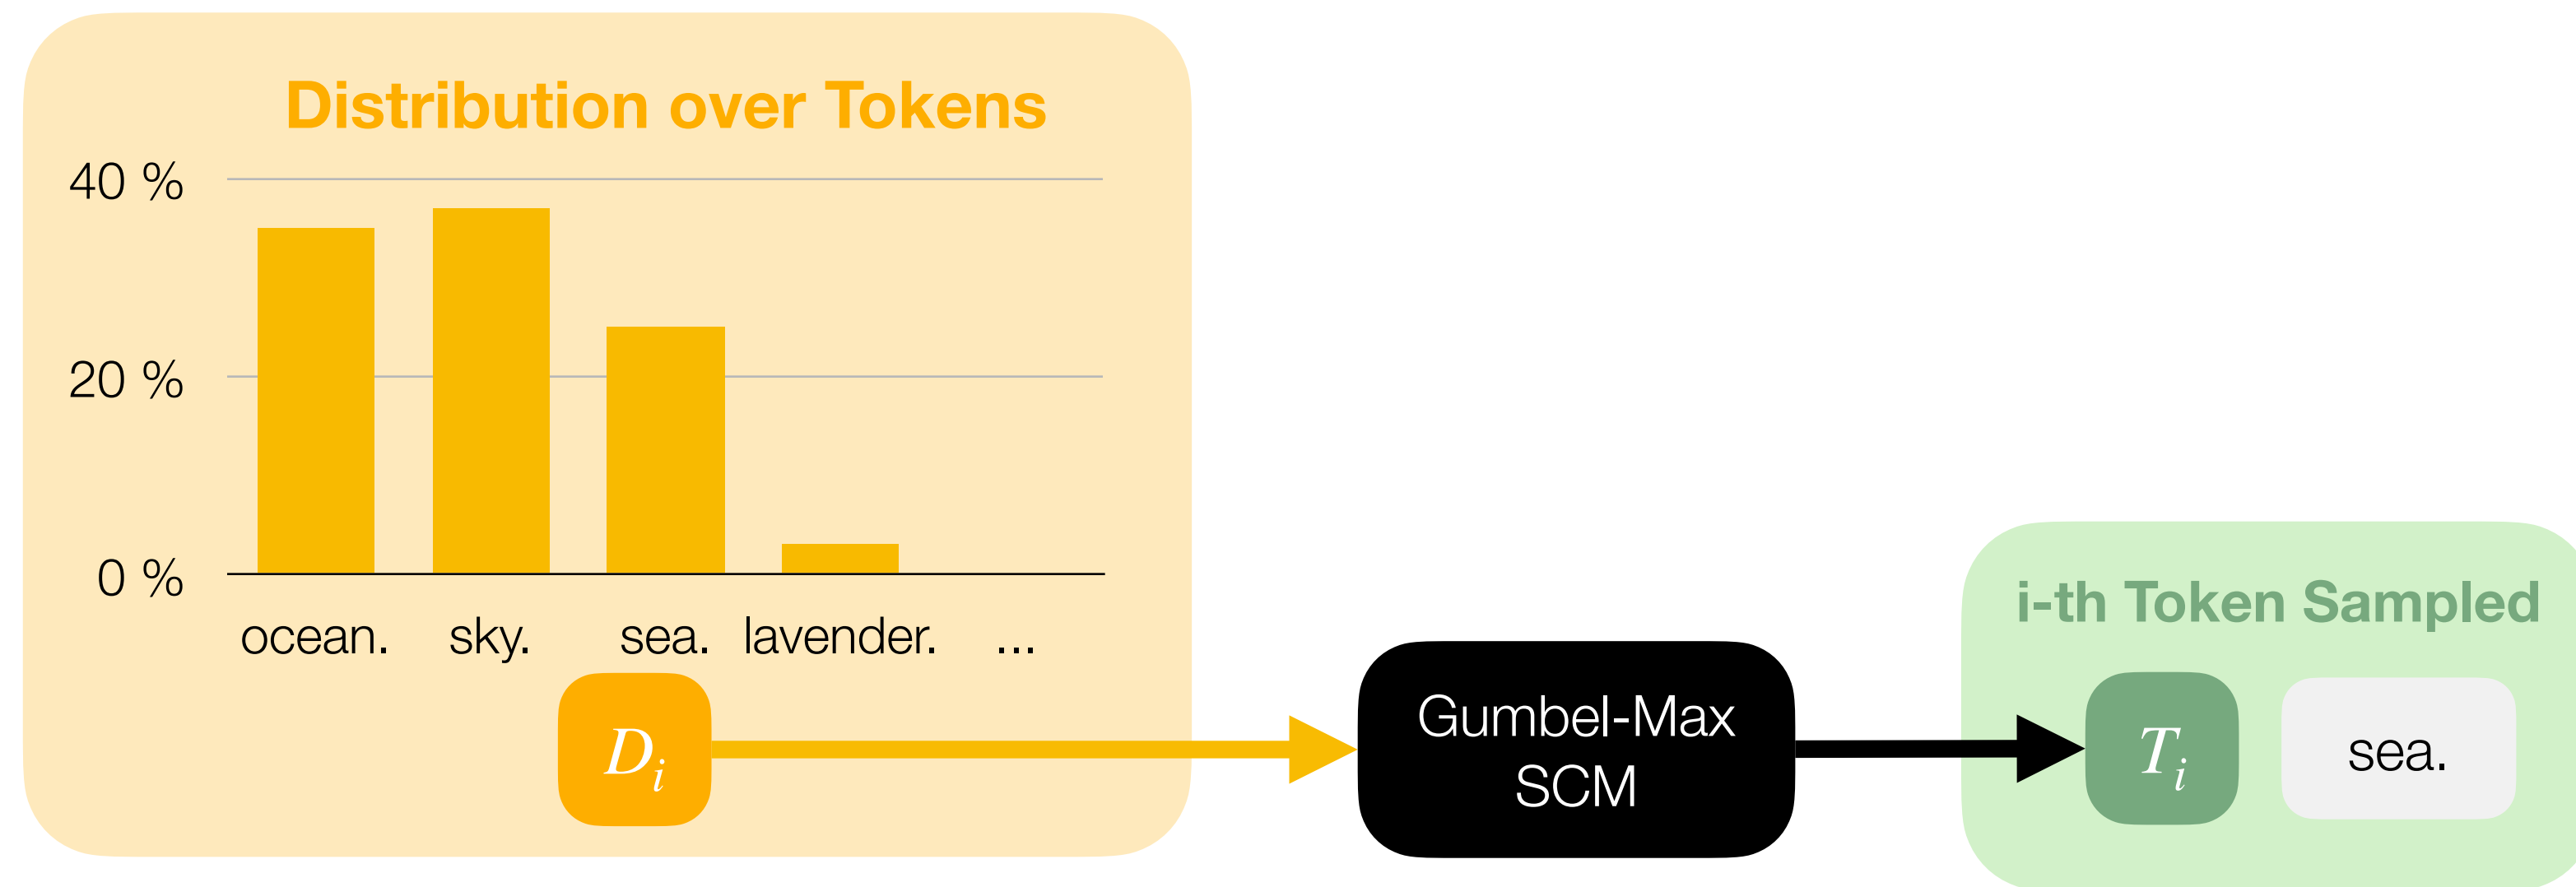 Distribution over Tokens
40 %
20 %
0 %
ocean. sky. sea. lavender. ...
D_i
Gumbel-Max
SCM
i-th Token Sampled
T_i sea.